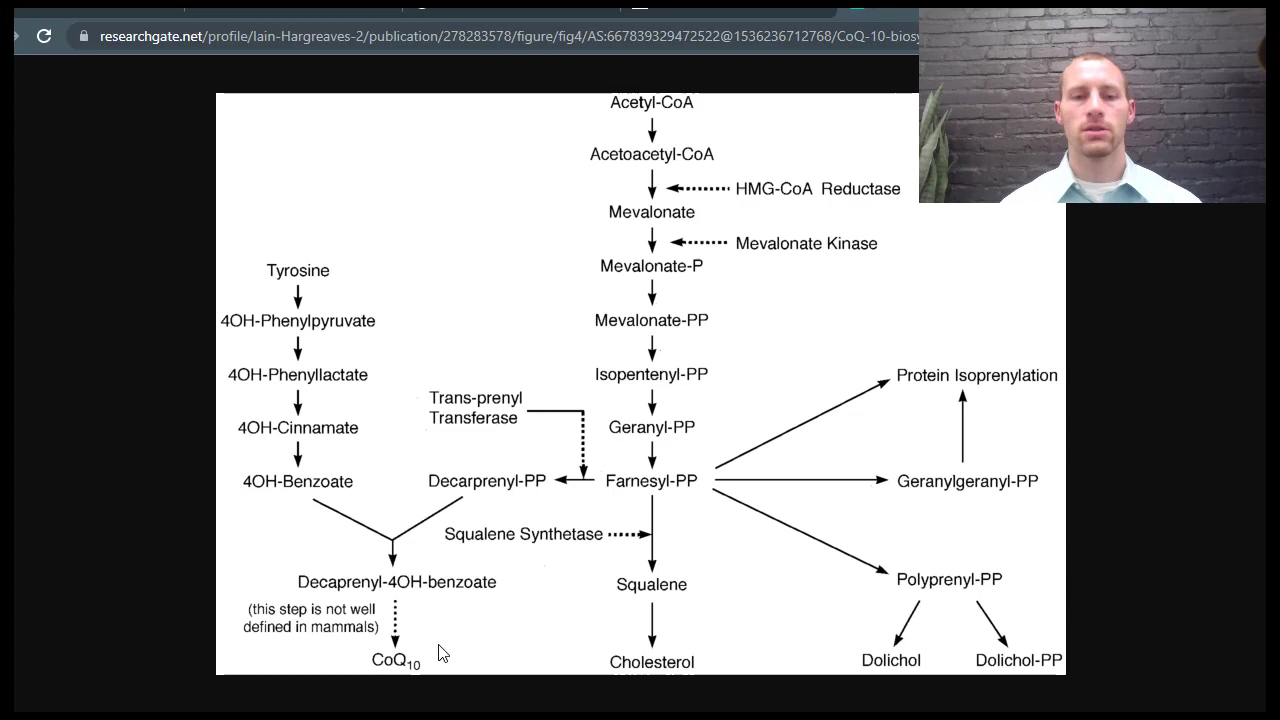 researchgate.net/profile/Iain-Hargreaves-2/publication/278283578/figure/fig4/AS:667839329472522@1536236712768/CoQ-10-biosy
Acetyl-CoA
Acetoacetyl-CoA
HMG-CoA Reductase
Mevalonate
Mevalonate Kinase
Mevalonate-P
Tyrosine
4OH-Phenylpyruvate
Mevalonate-PP
4OH-Phenyllactate
Isopentenyl-PP
Protein Isoprenylation
Trans-prenyl
Transferase
4OH-Cinnamate
Geranyl-PP
4OH-Benzoate
Decarprenyl-PP
Farnesyl-PP
Geranylgeranyl-PP
Squalene Synthetase
Decaprenyl-4OH-benzoate
Squalene
Polyprenyl-PP
(this step is not well
defined in mammals)
CoQ10
Cholesterol
Dolichol
Dolichol-PP